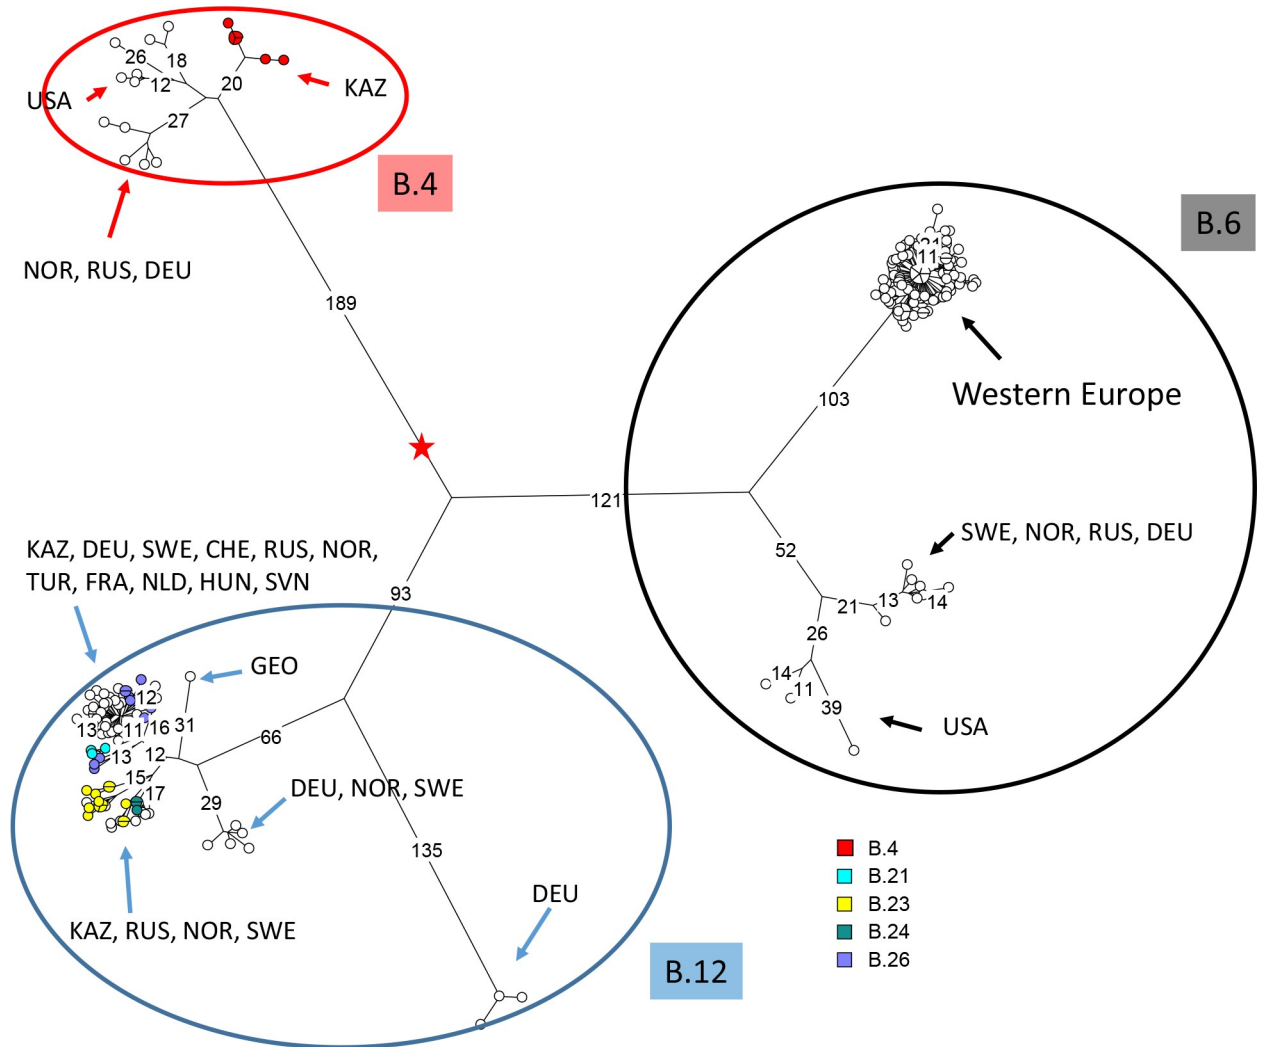 26
18
12
20
USA
KAZ
27
B.4
NOR, RUS, DEU
189
B.6
11
103
Western Europe
121
SWE, NOR, RUS, DEU
52
21
13
14
26
14
11
39
USA
KAZ, DEU, SWE, CHE, RUS, NOR,
TUR, FRA, NLD, HUN, SVN
93
GEO
12
13
11
16
31
13
12
66
15
17
29
DEU, NOR, SWE
135
DEU
KAZ, RUS, NOR, SWE
B.12
B.4
B.21
B.23
B.24
B.26